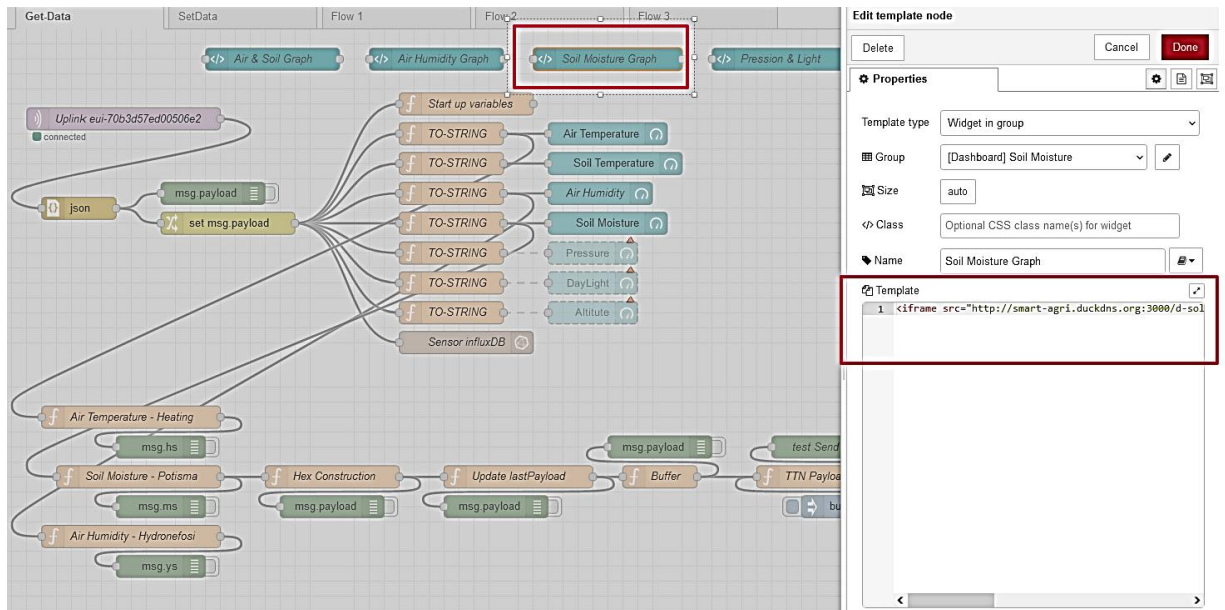 Get-Data
SetData
Flow 1
Flow 2
Flow 3
</> Air & Soil Graph
</> Air Humidity Graph
</> Soil Moisture Graph
</> Pression & Light
Start up variables
Uplink eui-70b3d57ed00506e2
connected
TO-STRING
Air Temperature
TO-STRING
Soil Temperature
json
msg.payload
TO-STRING
Air Humidity
set msg.payload
TO-STRING
Soil Moisture
TO-STRING
Pressure
TO-STRING
DayLight
TO-STRING
Altitute
Sensor influxDB
Air Temperature - Heating
msg.hs
msg.payload
test Send
Soil Moisture - Potisma
Hex Construction
Update lastPayload
Buffer
TTN Payloa
msg.ms
msg.payload
msg.payload
bu
Air Humidity - Hydronefosi
msg.ys
Edit template node
Delete
Cancel
Done
Properties
Template type
Widget in group
Group
[Dashboard] Soil Moisture
Size
auto
</> Class
Optional CSS class name(s) for widget
Name
Soil Moisture Graph
Template
1 <iframe src="http://smart-agri.duckdns.org:3000/d-sol